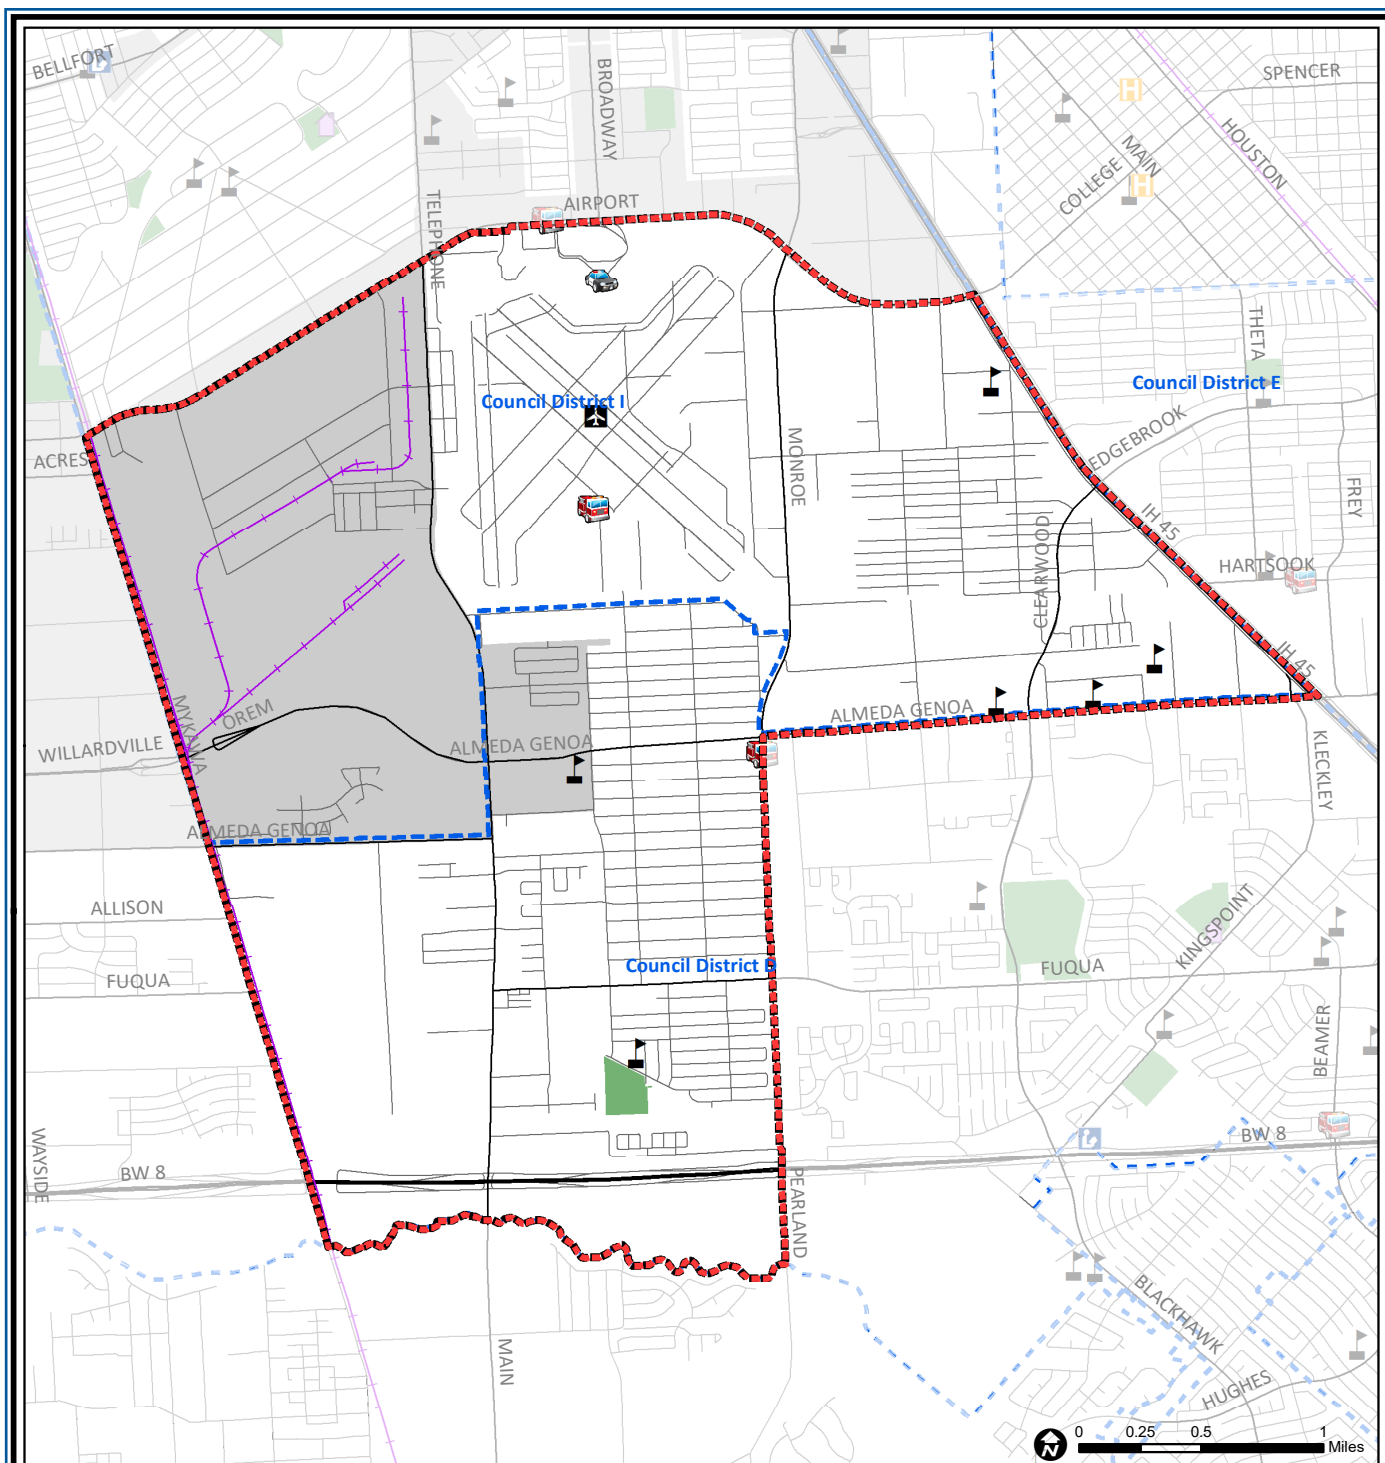 BELLFORT
BROADWAY
SPENCER
HOUSTON
MAIN
COLLEGE
H
H
AIRPORT
TELEPHONE
THETA
Council District E
Council District I
EDGEBROOK
MONROE
ACRES
FREY
IH 45
CLEARWOOD
HARTSOOK
IH 45
MYKAWA
OREM
ALMEDA GENOA
WILLARDVILLE
ALMEDA GENOA
KLECKLEY
ALMEDA GENOA
ALLISON
KINGSPOINT
Council District D
FUQUA
FUQUA
BEAMER
WAYSIDE
BW 8
BW 8
PEARLAND
BLACKHAWK
MAIN
HUGHES
N
0 0.25 0.5 1
Miles